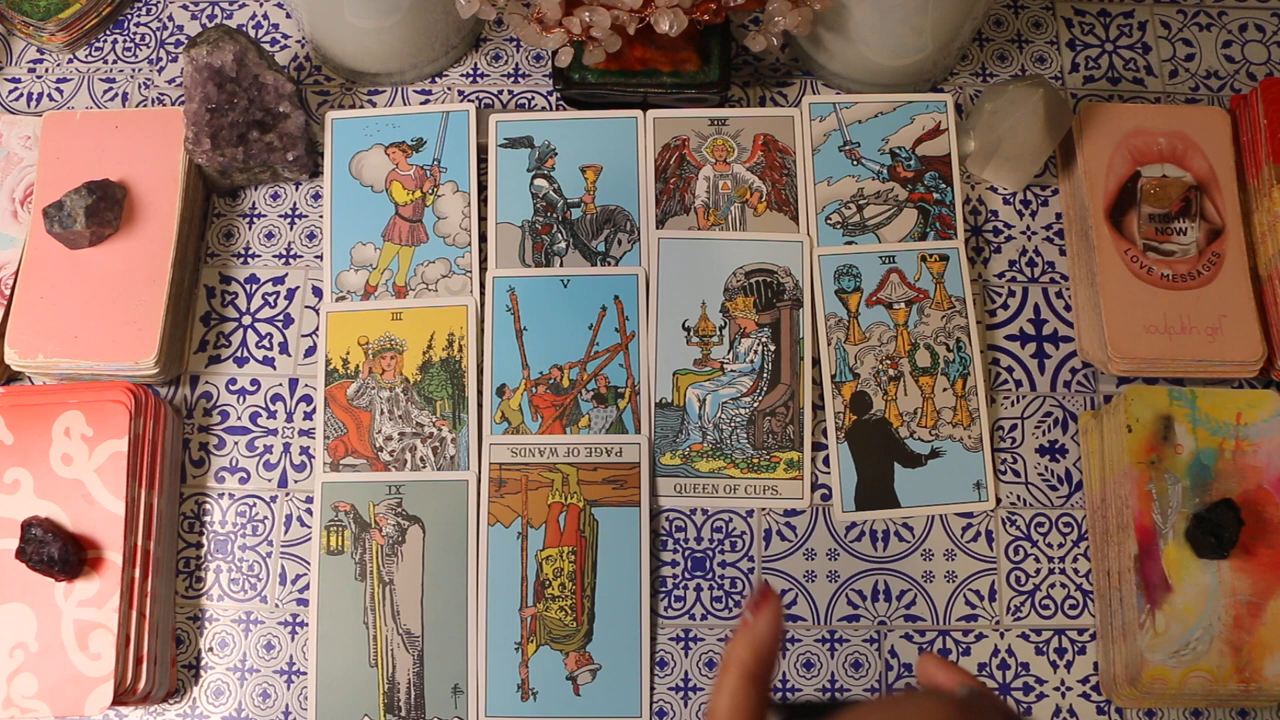 XIV
III
V
VII
QUEEN OF CUPS.
PAGE OF WANDS.
IX
RIGHT
NOW
LOVE MESSAGES